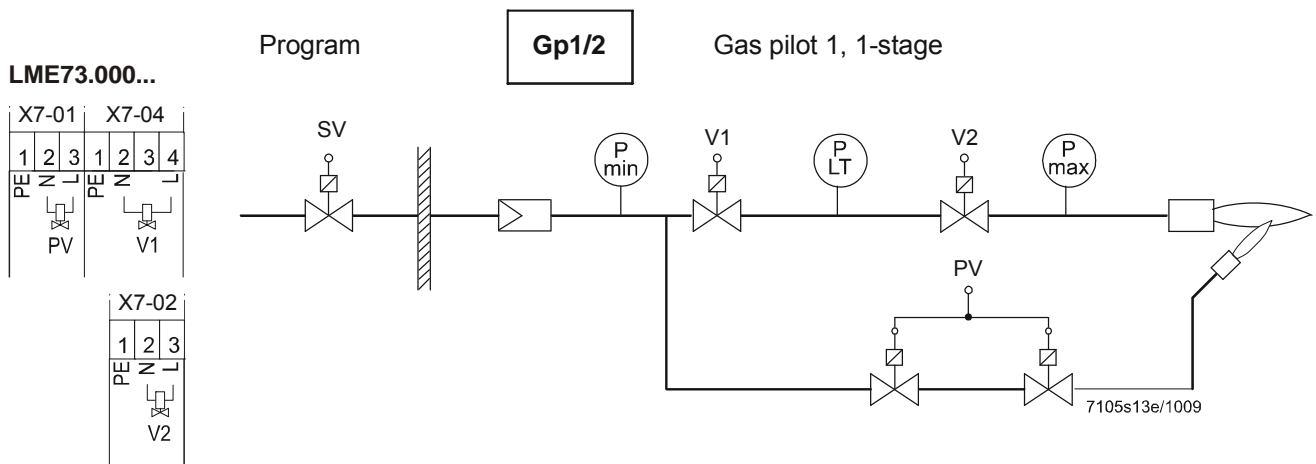 Program Gp1/2 Gas pilot 1, 1-stage
LME73.000...
X7-01 X7-04
1 2 3 1 2 3 4
PE N L PE N L
PV V1
X7-02
1 2 3
PE N L
V2
SV
P min
V1
P LT
V2
P max
PV
7105s13e/1009